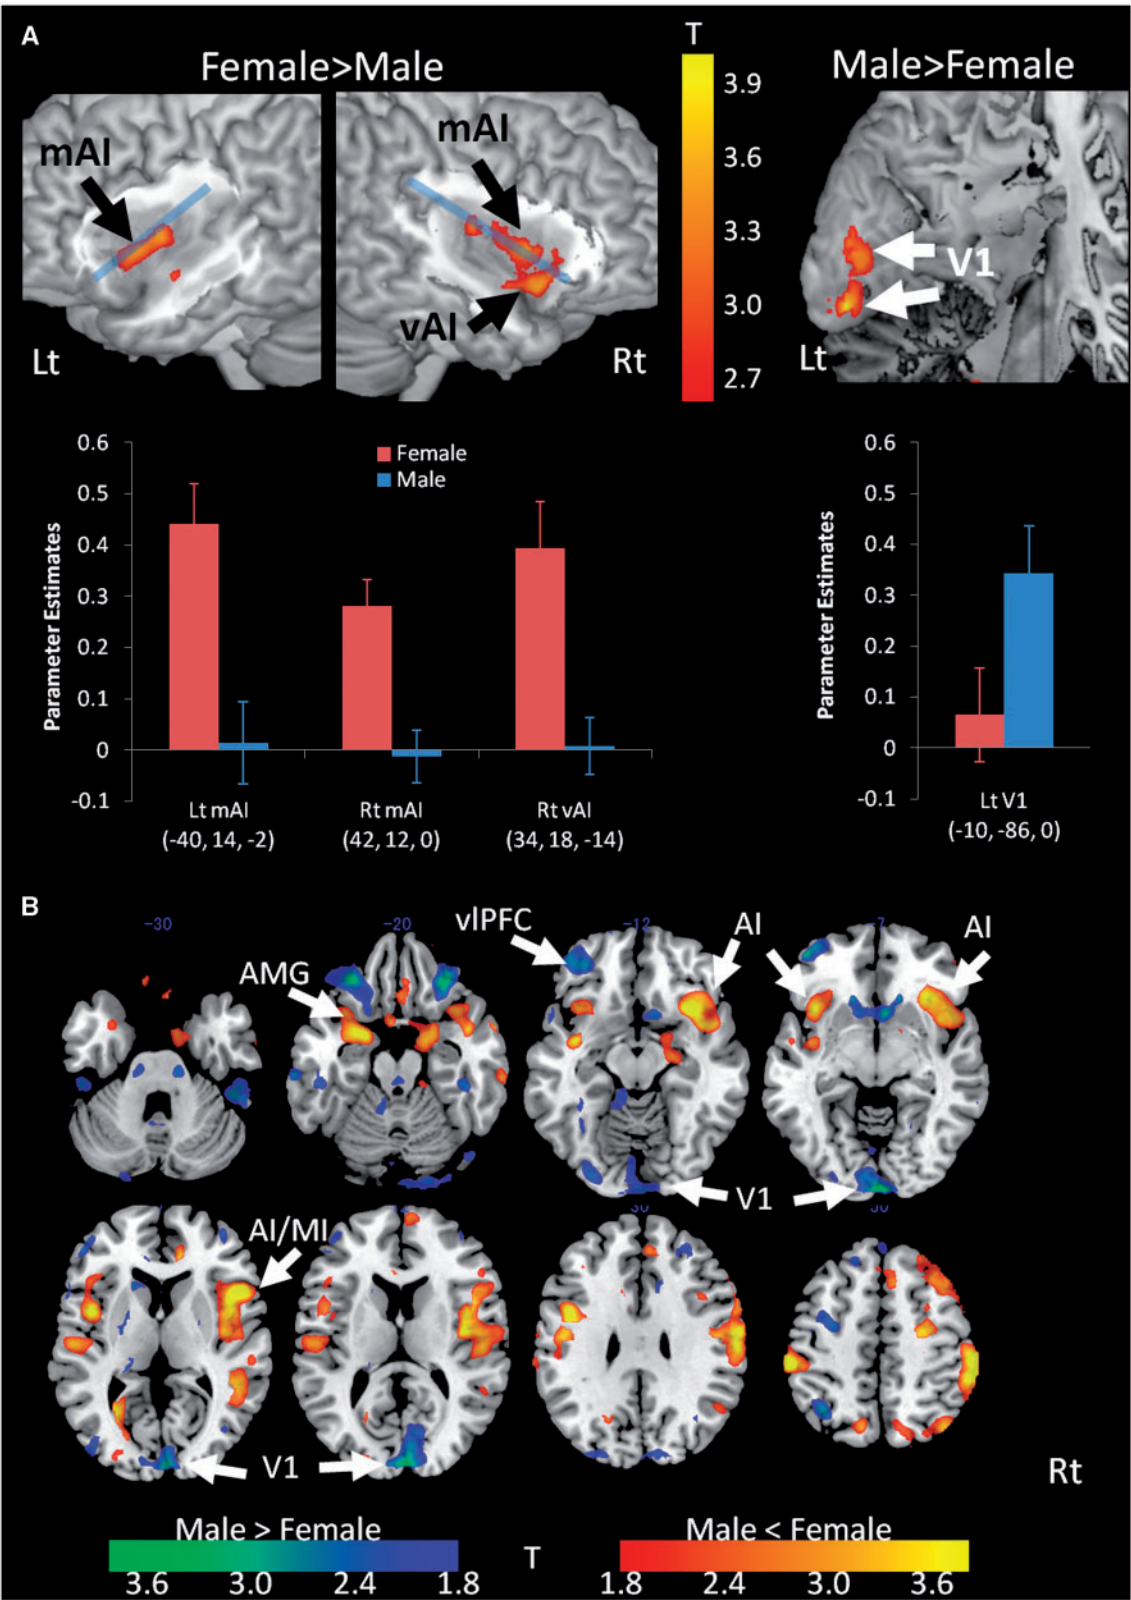 A
Female>Male
T
Male>Female
mAI
mAI
vAI
Lt
Rt
3.9
3.6
3.3
3.0
2.7
V1
Lt
0.6
0.5
0.4
0.3
0.2
0.1
0
-0.1
Parameter Estimates
Female
Male
Lt mAI
(-40, 14, -2)
Rt mAI
(42, 12, 0)
Rt vAI
(34, 18, -14)
0.6
0.5
0.4
0.3
0.2
0.1
0
-0.1
Parameter Estimates
Lt V1
(-10, -86, 0)
B
-30
-20
-12
-7
AMG
vlPFC
AI
AI
V1
AI/MI
30
V1
Rt
Male > Female
T
Male < Female
3.6 3.0 2.4 1.8
1.8 2.4 3.0 3.6